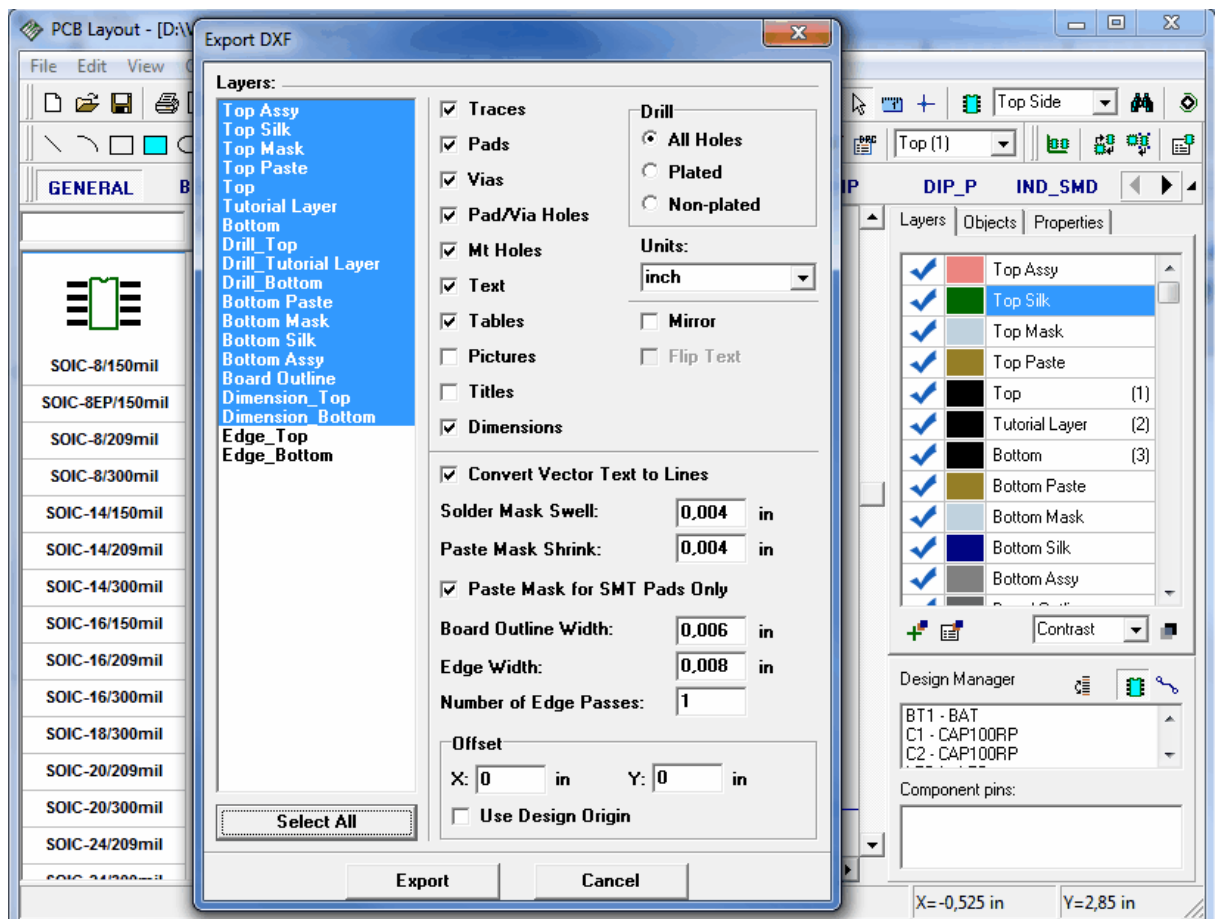 PCB Layout - [D:\
Export DXF
File Edit View
Layers:
Top Assy
Top Silk
Top Mask
Top Paste
Top
Tutorial Layer
Bottom
Drill_Top
Drill_Tutorial Layer
Drill_Bottom
Bottom Paste
Bottom Mask
Bottom Silk
Bottom Assy
Board Outline
Dimension_Top
Dimension_Bottom
Edge_Top
Edge_Bottom
Select All
Traces
Pads
Vias
Pad/Via Holes
Mt Holes
Text
Tables
Pictures
Titles
Dimensions
Drill
All Holes
Plated
Non-plated
Units:
inch
Mirror
Flip Text
Convert Vector Text to Lines
Solder Mask Swell: 0,004 in
Paste Mask Shrink: 0,004 in
Paste Mask for SMT Pads Only
Board Outline Width: 0,006 in
Edge Width: 0,008 in
Number of Edge Passes: 1
Offset
X: 0 in Y: 0 in
Use Design Origin
Export Cancel
GENERAL B
SOIC-8/150mil
SOIC-8EP/150mil
SOIC-8/209mil
SOIC-8/300mil
SOIC-14/150mil
SOIC-14/209mil
SOIC-14/300mil
SOIC-16/150mil
SOIC-16/209mil
SOIC-16/300mil
SOIC-18/300mil
SOIC-20/209mil
SOIC-20/300mil
SOIC-24/209mil
Top Side
DRC
Top (1)
IP DIP_P IND_SMD
Layers Objects Properties
Top Assy
Top Silk
Top Mask
Top Paste
Top (1)
Tutorial Layer (2)
Bottom (3)
Bottom Paste
Bottom Mask
Bottom Silk
Bottom Assy
Contrast
Design Manager
BT1 - BAT
C1 - CAP100RP
C2 - CAP100RP
Component pins:
X=-0,525 in Y=2,85 in